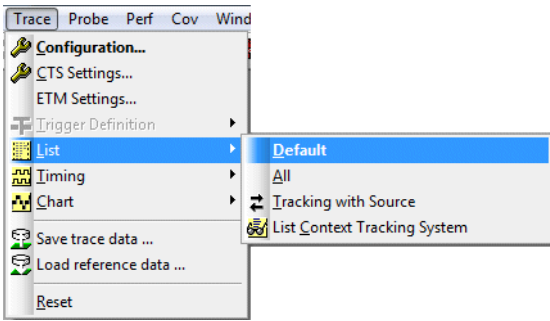 Trace Probe Perf Cov Wind
Configuration...
CTS Settings...
ETM Settings...
Trigger Definition
List
Timing
Chart
Save trace data ...
Load reference data ...
Reset
Default
All
Tracking with Source
List Context Tracking System